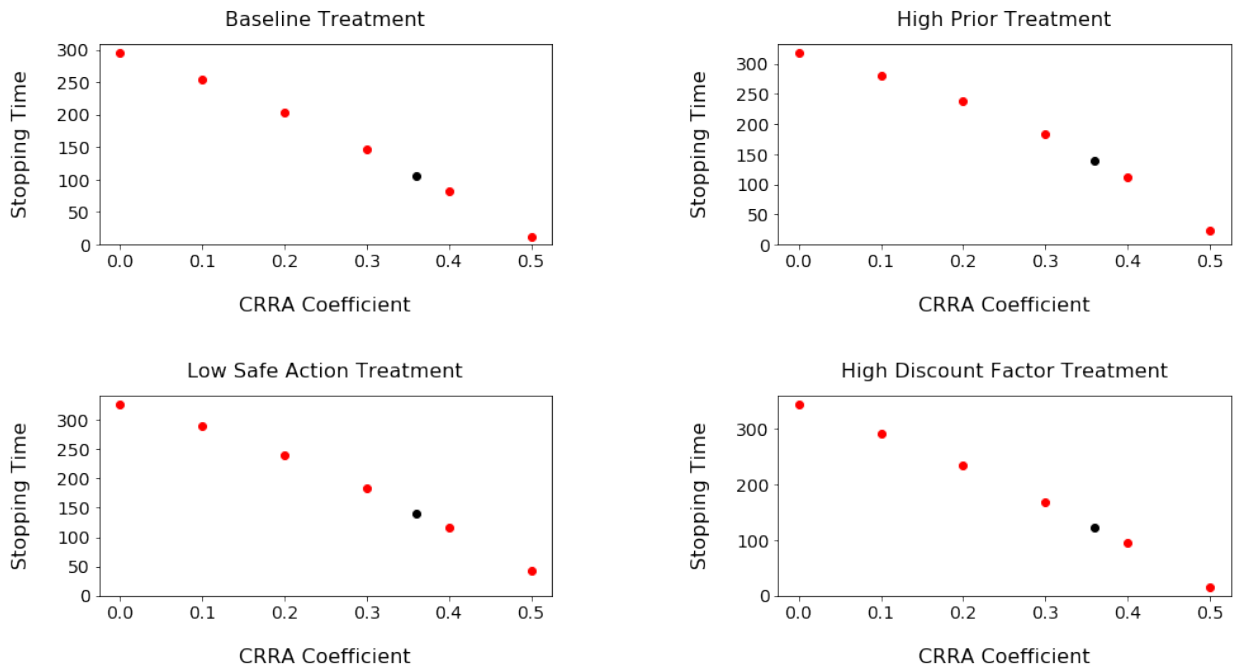 Baseline Treatment
Stopping Time
300
250
200
150
100
50
0
0.0 0.1 0.2 0.3 0.4 0.5
CRRA Coefficient
High Prior Treatment
Stopping Time
300
250
200
150
100
50
0
0.0 0.1 0.2 0.3 0.4 0.5
CRRA Coefficient
Low Safe Action Treatment
Stopping Time
300
250
200
150
100
50
0
0.0 0.1 0.2 0.3 0.4 0.5
CRRA Coefficient
High Discount Factor Treatment
Stopping Time
300
200
100
0
0.0 0.1 0.2 0.3 0.4 0.5
CRRA Coefficient